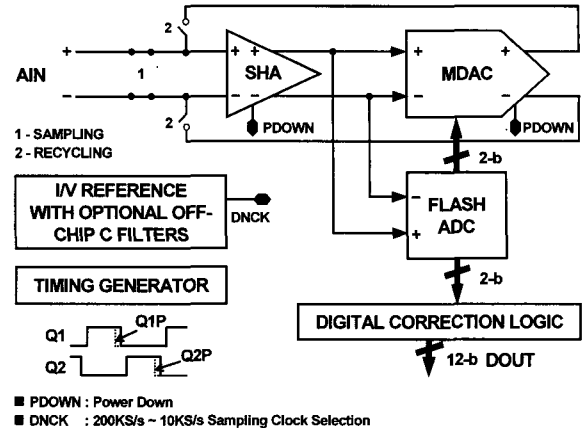 2
+ + + + +
AIN 1 SHA MDAC
− − − − −
2
PDOWN PDOWN
1 - SAMPLING
2 - RECYCLING
2-b
I/V REFERENCE
WITH OPTIONAL OFF-
CHIP C FILTERS
DNCK
−
FLASH
+ ADC
TIMING GENERATOR
2-b
Q1 Q1P
Q2 Q2P
DIGITAL CORRECTION LOGIC
12-b DOUT
■ PDOWN : Power Down
■ DNCK : 200KS/s ~ 10KS/s Sampling Clock Selection